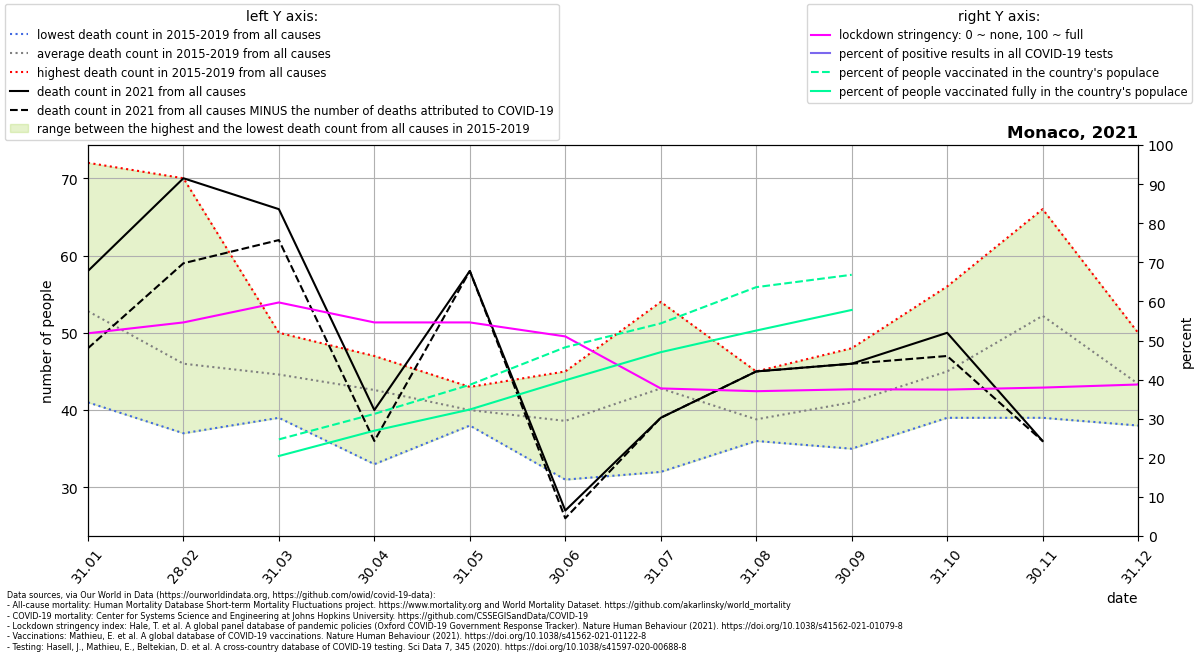 left Y axis:
lowest death count in 2015-2019 from all causes
average death count in 2015-2019 from all causes
highest death count in 2015-2019 from all causes
death count in 2021 from all causes
death count in 2021 from all causes MINUS the number of deaths attributed to COVID-19
range between the highest and the lowest death count from all causes in 2015-2019
right Y axis:
lockdown stringency: 0 ~ none, 100 ~ full
percent of positive results in all COVID-19 tests
percent of people vaccinated in the country's populace
percent of people vaccinated fully in the country's populace
Monaco, 2021
number of people
70
60
50
40
30
100
90
80
70
60
50
40
30
20
10
0
percent
31.01
28.02
31.03
30.04
31.05
30.06
31.07
31.08
30.09
31.10
30.11
31.12
date
Data sources, via Our World in Data (https://ourworldindata.org, https://github.com/owid/covid-19-data):
- All-cause mortality: Human Mortality Database Short-term Mortality Fluctuations project. https://www.mortality.org and World Mortality Dataset. https://github.com/akarlinsky/world_mortality
- COVID-19 mortality: Center for Systems Science and Engineering at Johns Hopkins University. https://github.com/CSSEGISandData/COVID-19
- Lockdown stringency index: Hale, T. et al. A global panel database of pandemic policies (Oxford COVID-19 Government Response Tracker). Nature Human Behaviour (2021). https://doi.org/10.1038/s41562-021-01079-8
- Vaccinations: Mathieu, E. et al. A global database of COVID-19 vaccinations. Nature Human Behaviour (2021). https://doi.org/10.1038/s41562-021-01122-8
- Testing: Hasell, J., Mathieu, E., Beltekian, D. et al. A cross-country database of COVID-19 testing. Sci Data 7, 345 (2020). https://doi.org/10.1038/s41597-020-00688-8